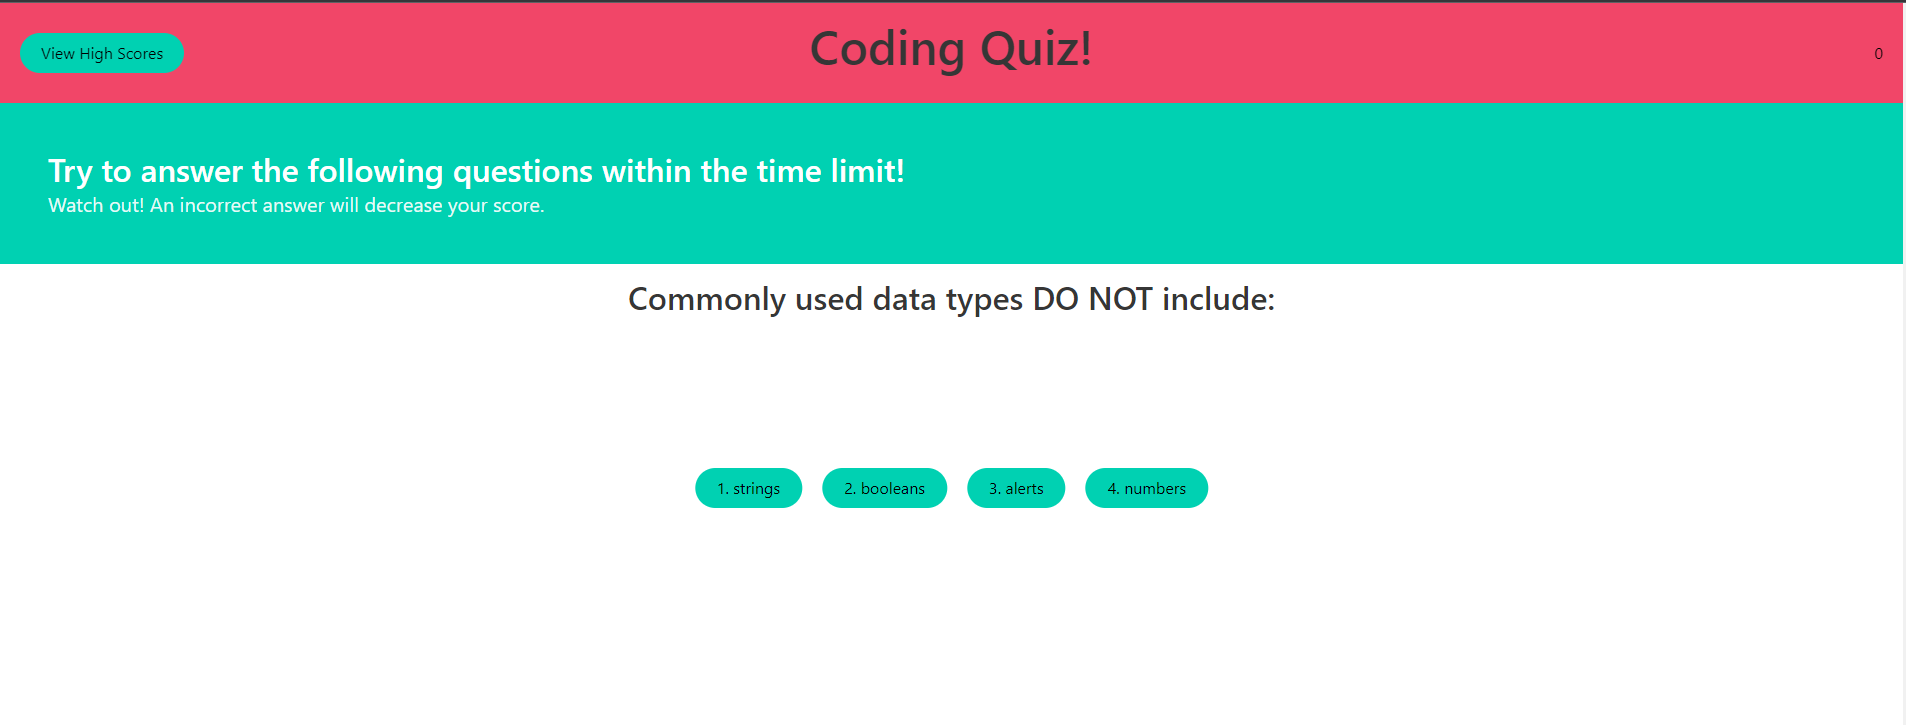 View High Scores
Coding Quiz!
0
Try to answer the following questions within the time limit!
Watch out! An incorrect answer will decrease your score.
Commonly used data types DO NOT include:
1. strings
2. booleans
3. alerts
4. numbers